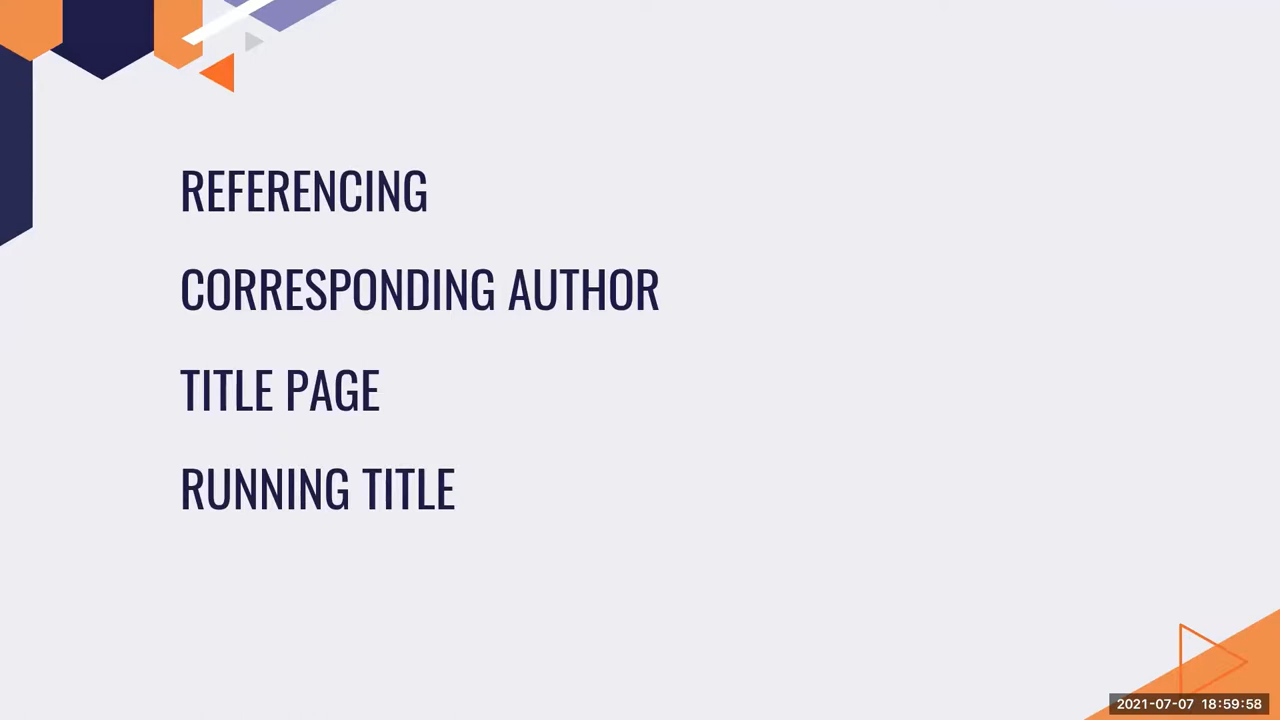 REFERENCING
CORRESPONDING AUTHOR
TITLE PAGE
RUNNING TITLE
2021-07-07 18:59:58